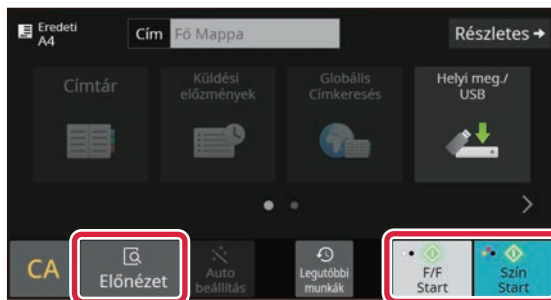 Eredeti
A4
Cím
Fő Mappa
Részletes
Címtár
Küldési
előzmények
Globális
Címkeresés
Helyi meg./
USB
CA
Előnézet
Auto
beállítás
Legutóbbi
munkák
F/F
Start
Szín
Start